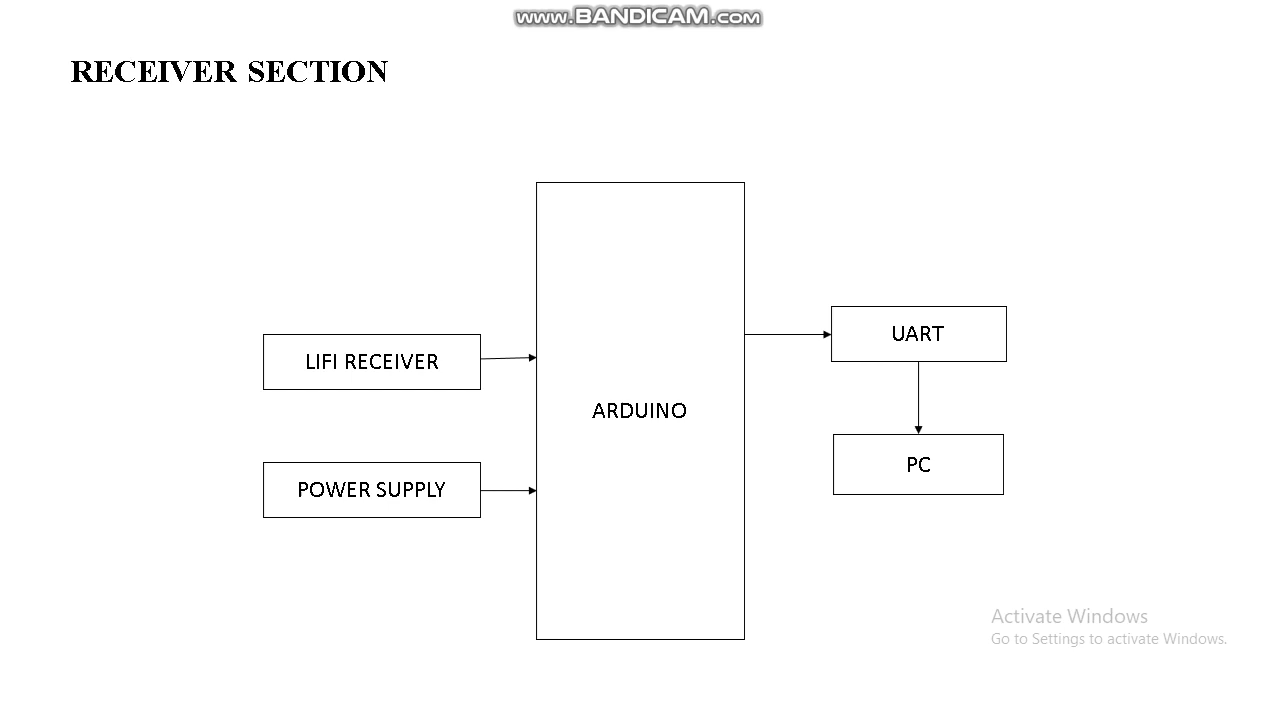 www.BANDICAM.com
RECEIVER SECTION
LIFI RECEIVER
POWER SUPPLY
ARDUINO
UART
PC
Activate Windows
Go to Settings to activate Windows.